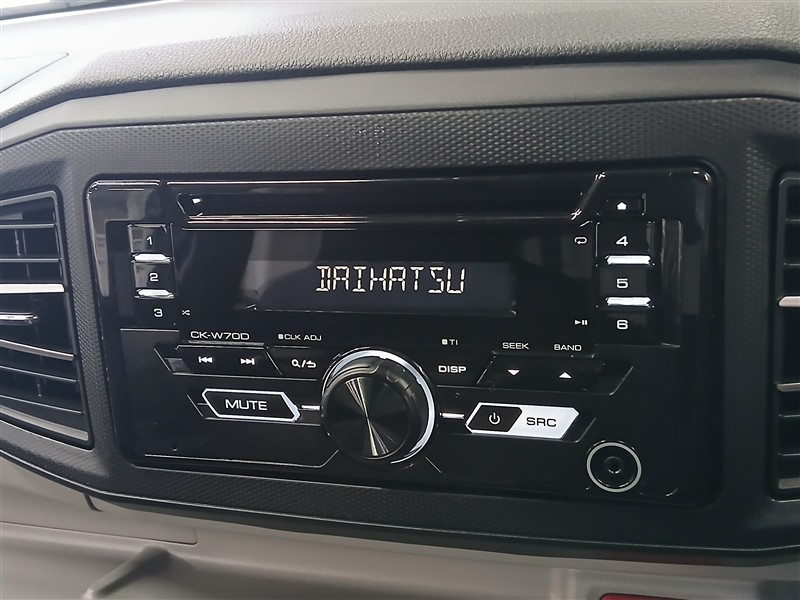 1
4
2
DAIHATSU
5
3
6
CK-W70D
CLK ADJ
TI
SEEK
BAND
DISP
MUTE
SRC